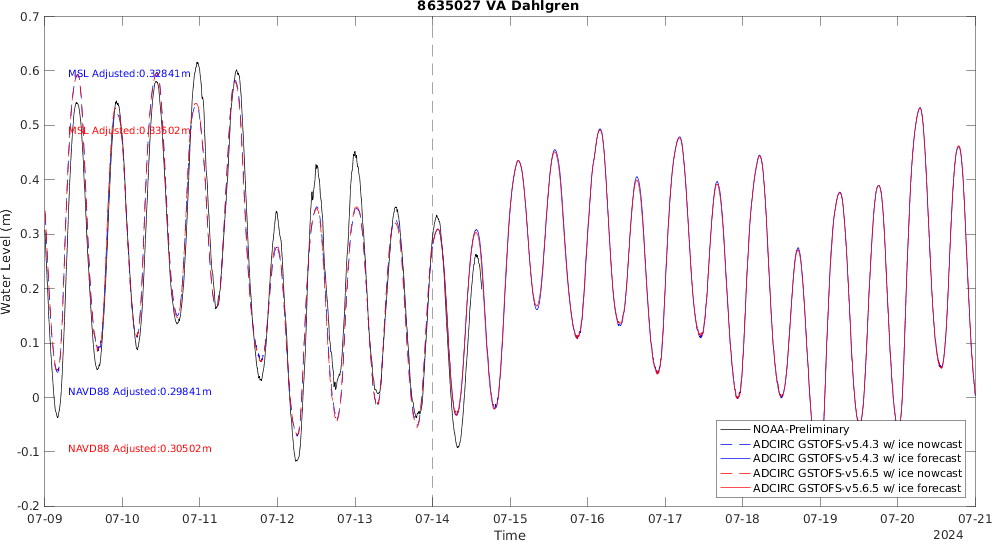 8635027 VA Dahlgren
0.7
0.6
0.5
0.4
0.3
0.2
0.1
0
-0.1
-0.2
Water Level (m)
MSL Adjusted:0.32841m
MSL Adjusted:0.33502m
NAVD88 Adjusted:0.29841m
NAVD88 Adjusted:0.30502m
NOAA-Preliminary
ADCIRC GSTOFS-v5.4.3 w/ ice nowcast
ADCIRC GSTOFS-v5.4.3 w/ ice forecast
ADCIRC GSTOFS-v5.6.5 w/ ice nowcast
ADCIRC GSTOFS-v5.6.5 w/ ice forecast
07-09 07-10 07-11 07-12 07-13 07-14 07-15 07-16 07-17 07-18 07-19 07-20 07-21
Time
2024